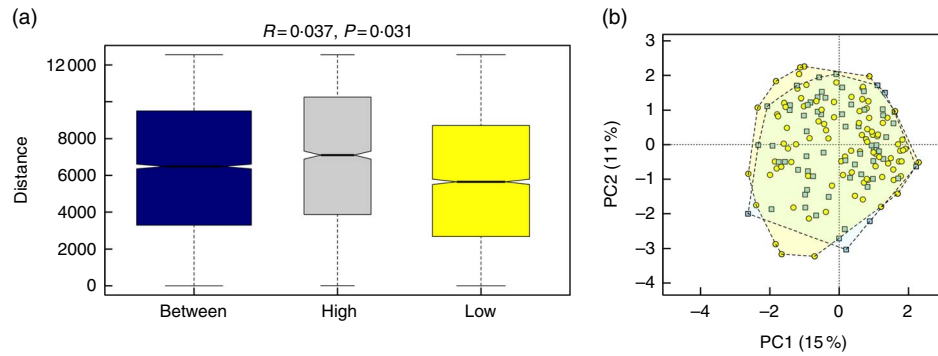 (a)
R=0·037, P=0·031
Distance
12 000
8000
6000
4000
2000
0
Between
High
Low
(b)
PC2 (11 %)
3
2
1
0
–1
–2
–3
–4
–4
–2
0
2
PC1 (15 %)